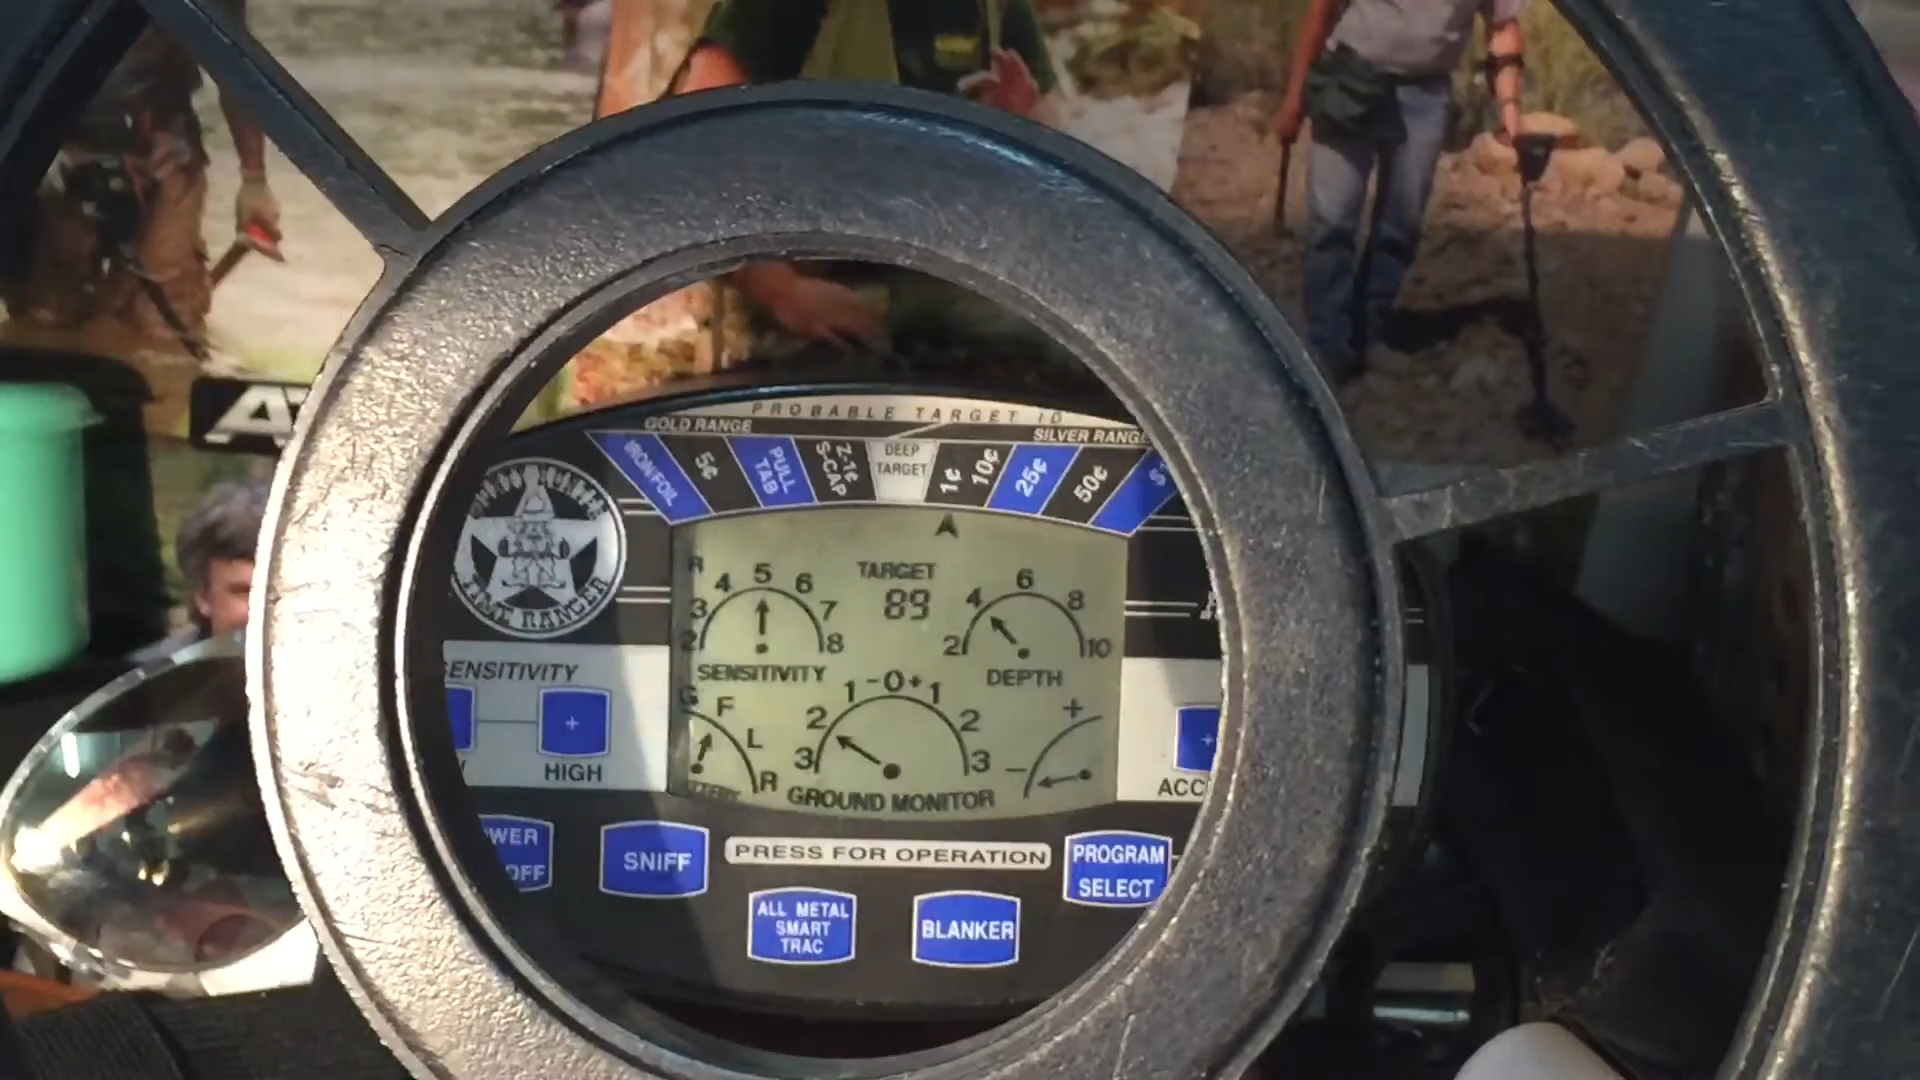 PROBABLE TARGET ID
GOLD RANGE
SILVER RANGE
IRON/FOIL
5¢
PULL
TAB
Z-1¢
S-CAP
DEEP
TARGET
1¢
10¢
25¢
50¢
$1
TIME RANGER
R
2 3 4 5 6 7 8
SENSITIVITY
TARGET
89
2 4 6 8 10
DEPTH
SENSITIVITY
+
HIGH
G F L R
3 2 1 - 0 + 1 2 3
GROUND MONITOR
+
-
+
ACC
WER
OFF
SNIFF
PRESS FOR OPERATION
PROGRAM
SELECT
ALL METAL
SMART
TRAC
BLANKER